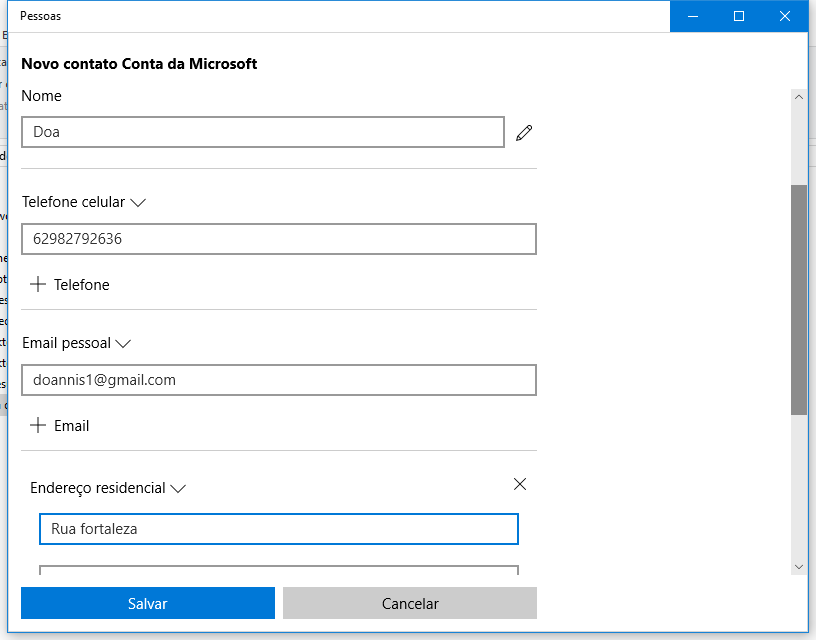 Pessoas
Novo contato Conta da Microsoft
Nome
Doa
Telefone celular
62982792636
Telefone
Email pessoal
doannis1@gmail.com
Email
Endereço residencial
Rua fortaleza
Salvar
Cancelar